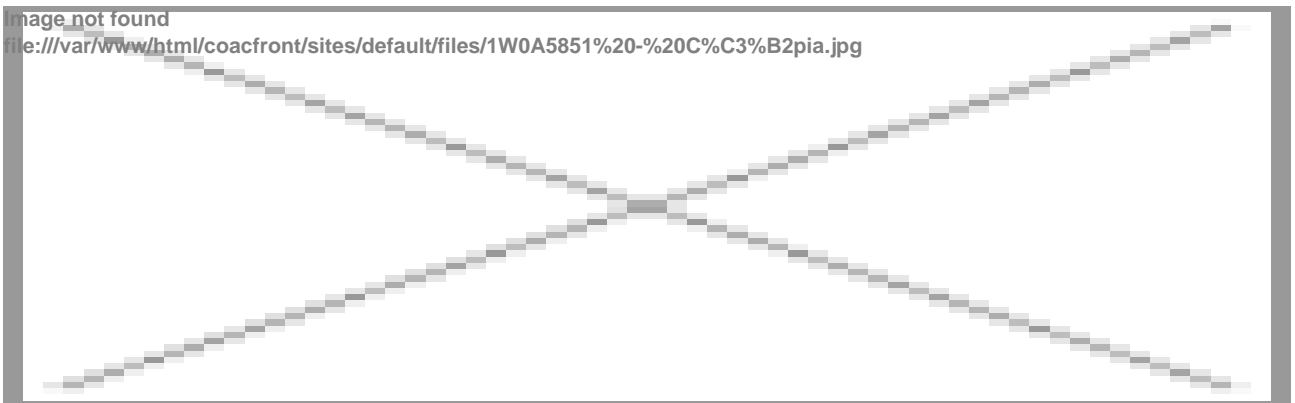 Image not found
file:///var/www/html/coacfront/sites/default/files/1W0A5851%20-%20C%C3%B2pia.jpg